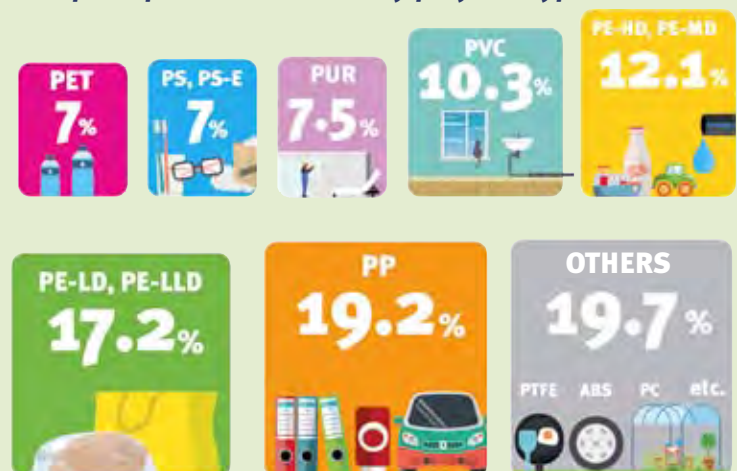 PET
7%
PS, PS-E
7%
PUR
7.5%
PVC
10.3%
PE-HD, PE-MD
12.1%
PE-LD, PE-LLD
17.2%
PP
19.2%
OTHERS
19.7%
PTFE ABS PC etc.